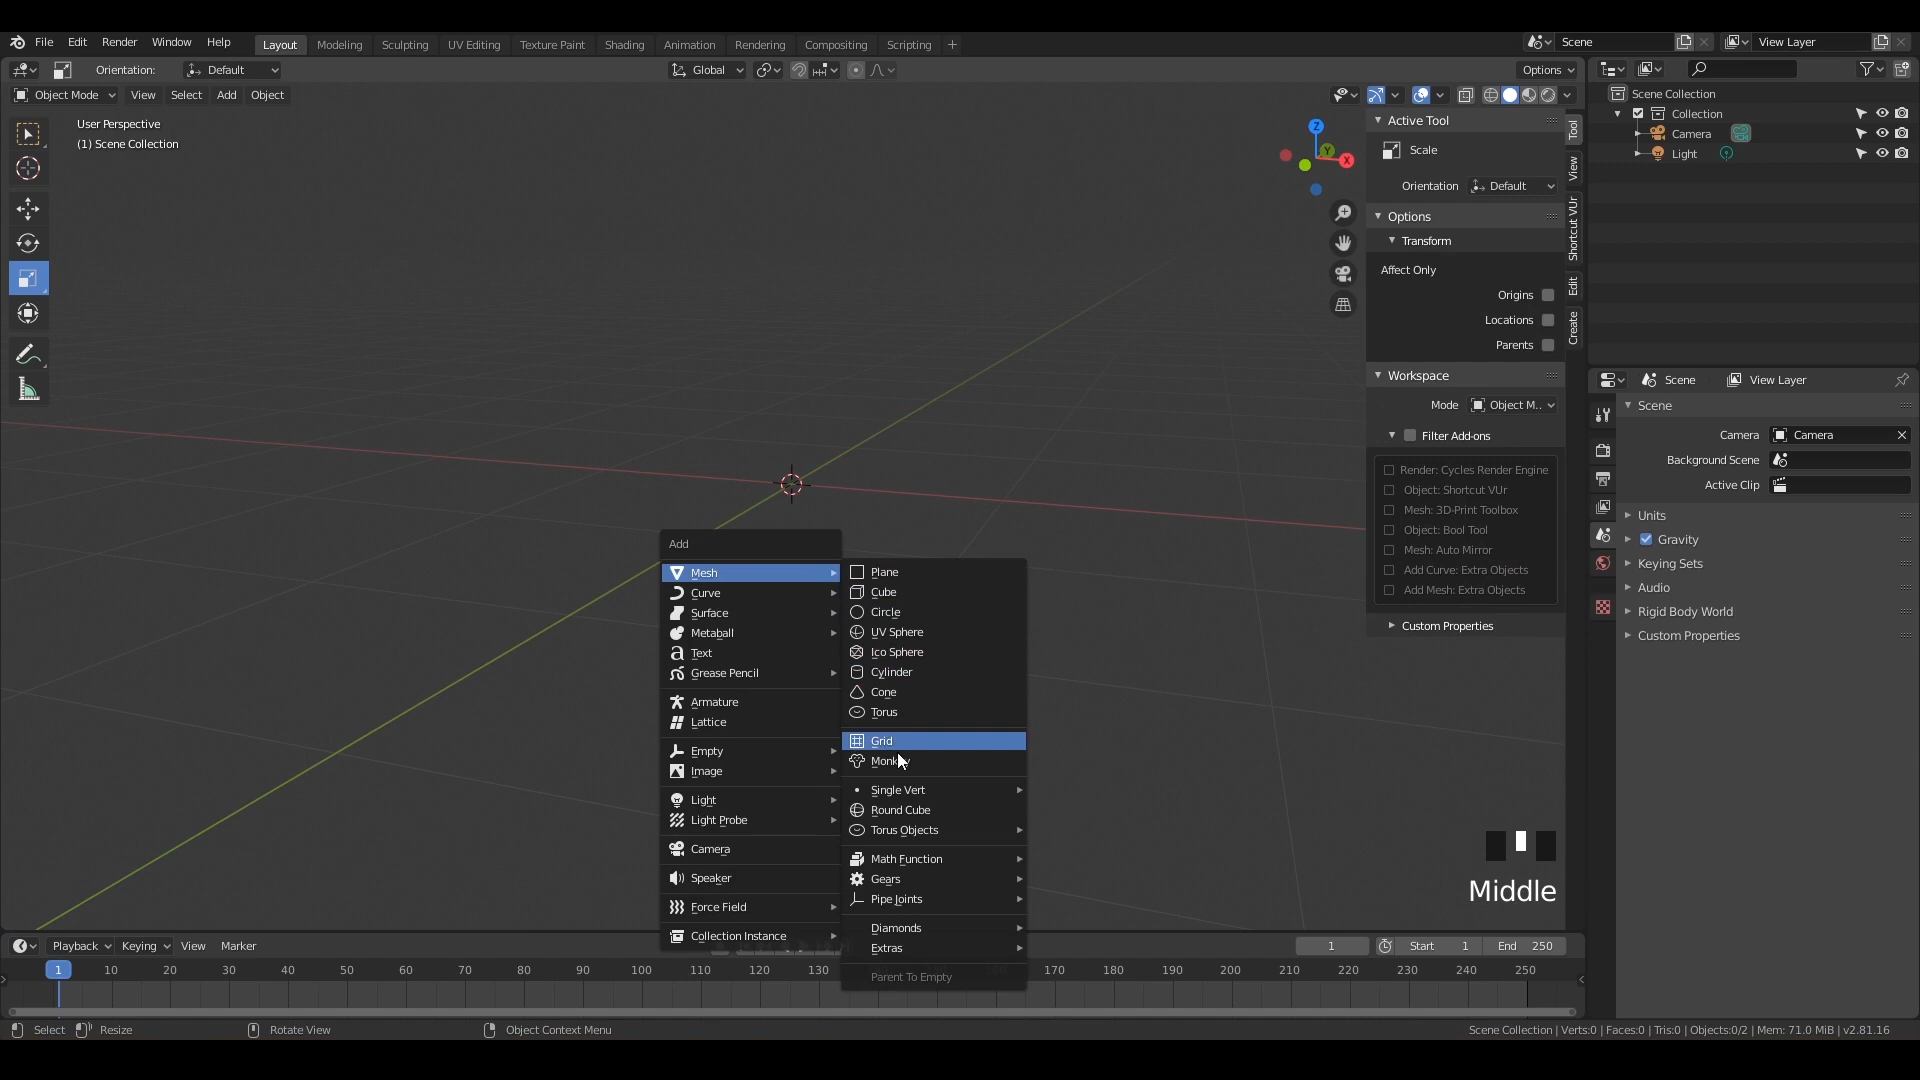 File Edit Render Window Help Layout Modeling Sculpting UV Editing Texture Paint Shading Animation Rendering Compositing Scripting + Scene View Layer
Orientation: Default Global Options
Object Mode View Select Add Object
User Perspective
(1) Scene Collection
Z
Y
X
Active Tool
Scale
Orientation Default
Options
Transform
Affect Only
Origins
Locations
Parents
Workspace
Mode Object M..
Filter Add-ons
Render: Cycles Render Engine
Object: Shortcut VUr
Mesh: 3D-Print Toolbox
Object: Bool Tool
Mesh: Auto Mirror
Add Curve: Extra Objects
Add Mesh: Extra Objects
Custom Properties
Tool
View
Shortcut VUr
Edit
Create
Scene Collection
Collection
Camera
Light
Scene View Layer
Scene
Camera Camera
Background Scene
Active Clip
Units
Gravity
Keying Sets
Audio
Rigid Body World
Custom Properties
Add
Mesh
Curve
Surface
Metaball
Text
Grease Pencil
Armature
Lattice
Empty
Image
Light
Light Probe
Camera
Speaker
Force Field
Collection Instance
Plane
Cube
Circle
UV Sphere
Ico Sphere
Cylinder
Cone
Torus
Grid
Single Vert
Round Cube
Torus Objects
Math Function
Gears
Pipe Joints
Diamonds
Extras
Parent To Empty
Middle
Playback Keying View Marker 1 Start 1 End 250
1 10 20 30 40 50 60 70 80 90 100 110 120 130 170 180 190 200 210 220 230 240 250
Select Resize Rotate View Object Context Menu Scene Collection | Verts:0 | Faces:0 | Tris:0 | Objects:0/2 | Mem: 71.0 MiB | v2.81.16